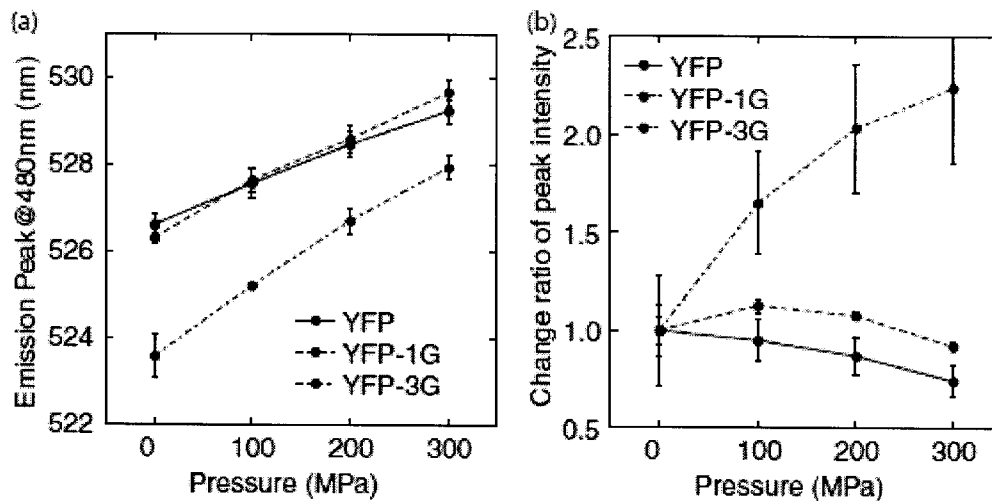 (a)
Emission Peak@480nm (nm)
530
528
526
524
522
YFP
YFP-1G
YFP-3G
0 100 200 300
Pressure (MPa)
(b)
Change ratio of peak intensity
2.5
2.0
1.5
1.0
0.5
YFP
YFP-1G
YFP-3G
0 100 200 300
Pressure (MPa)